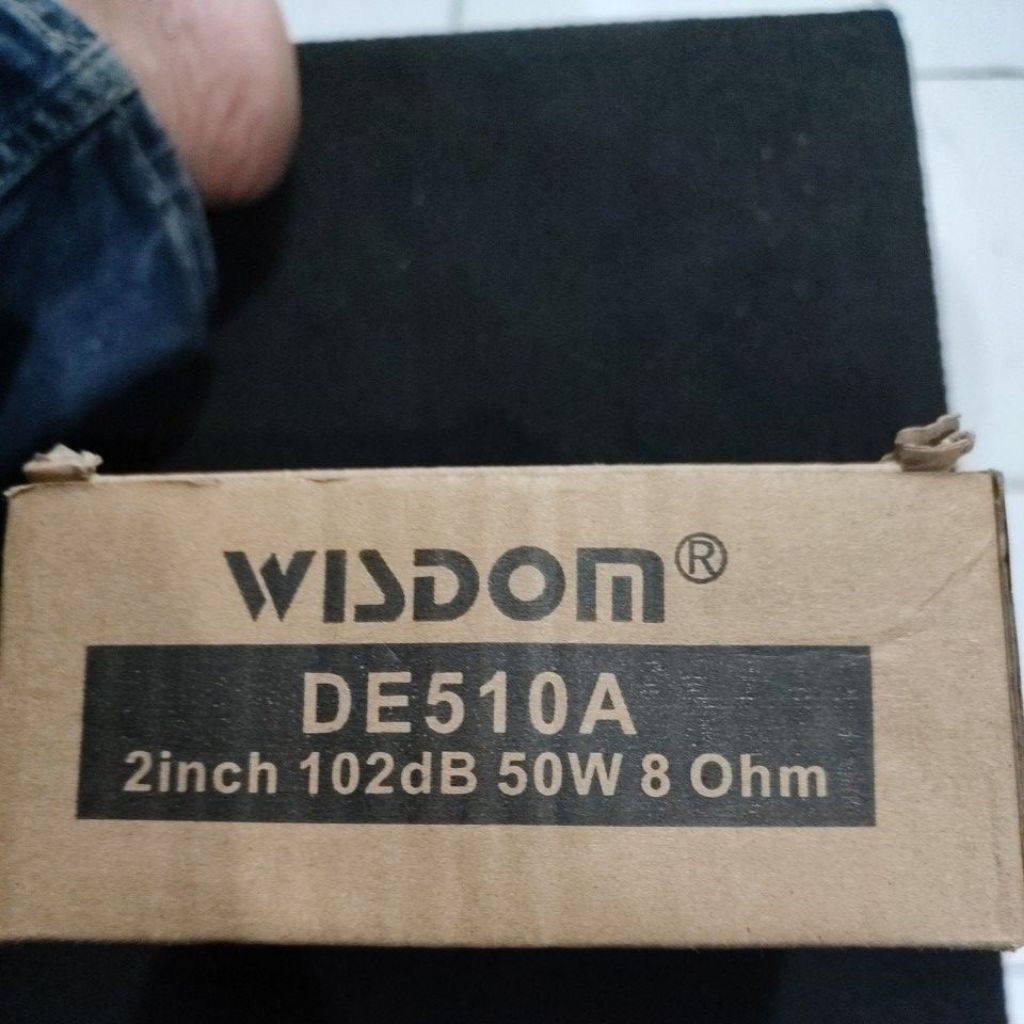 WISDOM®
DE510A
2inch 102dB 50W 8 Ohm